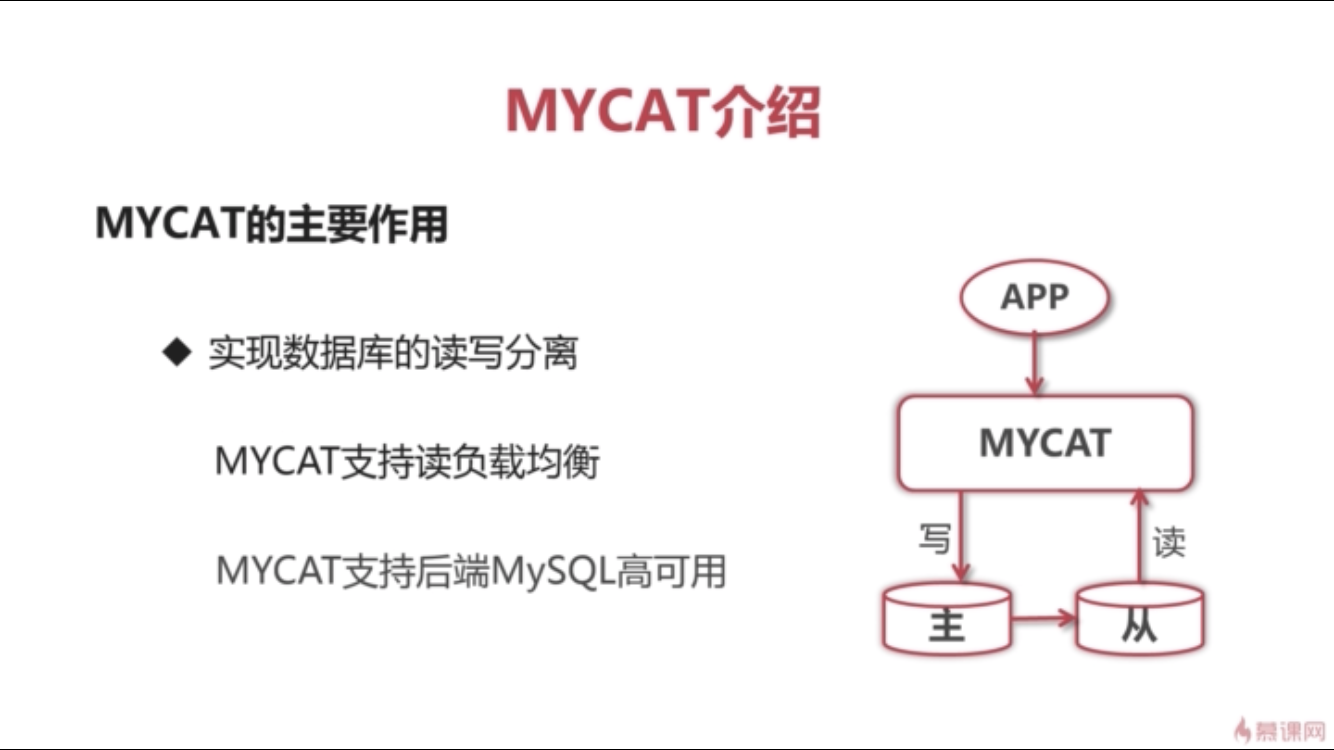 MYCAT介绍
MYCAT的主要作用
◆ 实现数据库的读写分离
MYCAT支持读负载均衡
MYCAT支持后端MySQL高可用
APP
MYCAT
写
读
主
从
慕课网